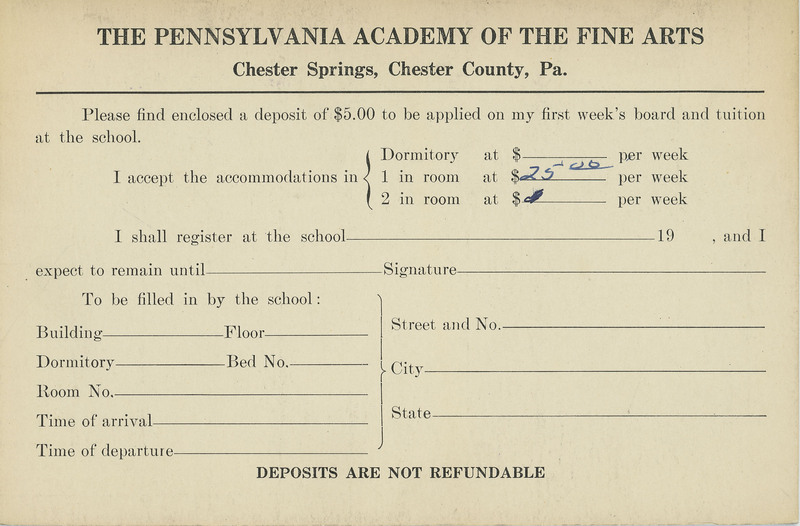 THE PENNSYLVANIA ACADEMY OF THE FINE ARTS
Chester Springs, Chester County, Pa.
Please find enclosed a deposit of $5.00 to be applied on my first week's board and tuition
at the school.
I accept the accommodations in
Dormitory at $ per week
1 in room at $25 00 per week
2 in room at $ per week
I shall register at the school 19 , and I
expect to remain until Signature
To be filled in by the school:
Building Floor
Dormitory Bed No.
Room No.
Time of arrival
Time of departure
Street and No.
City
State
DEPOSITS ARE NOT REFUNDABLE